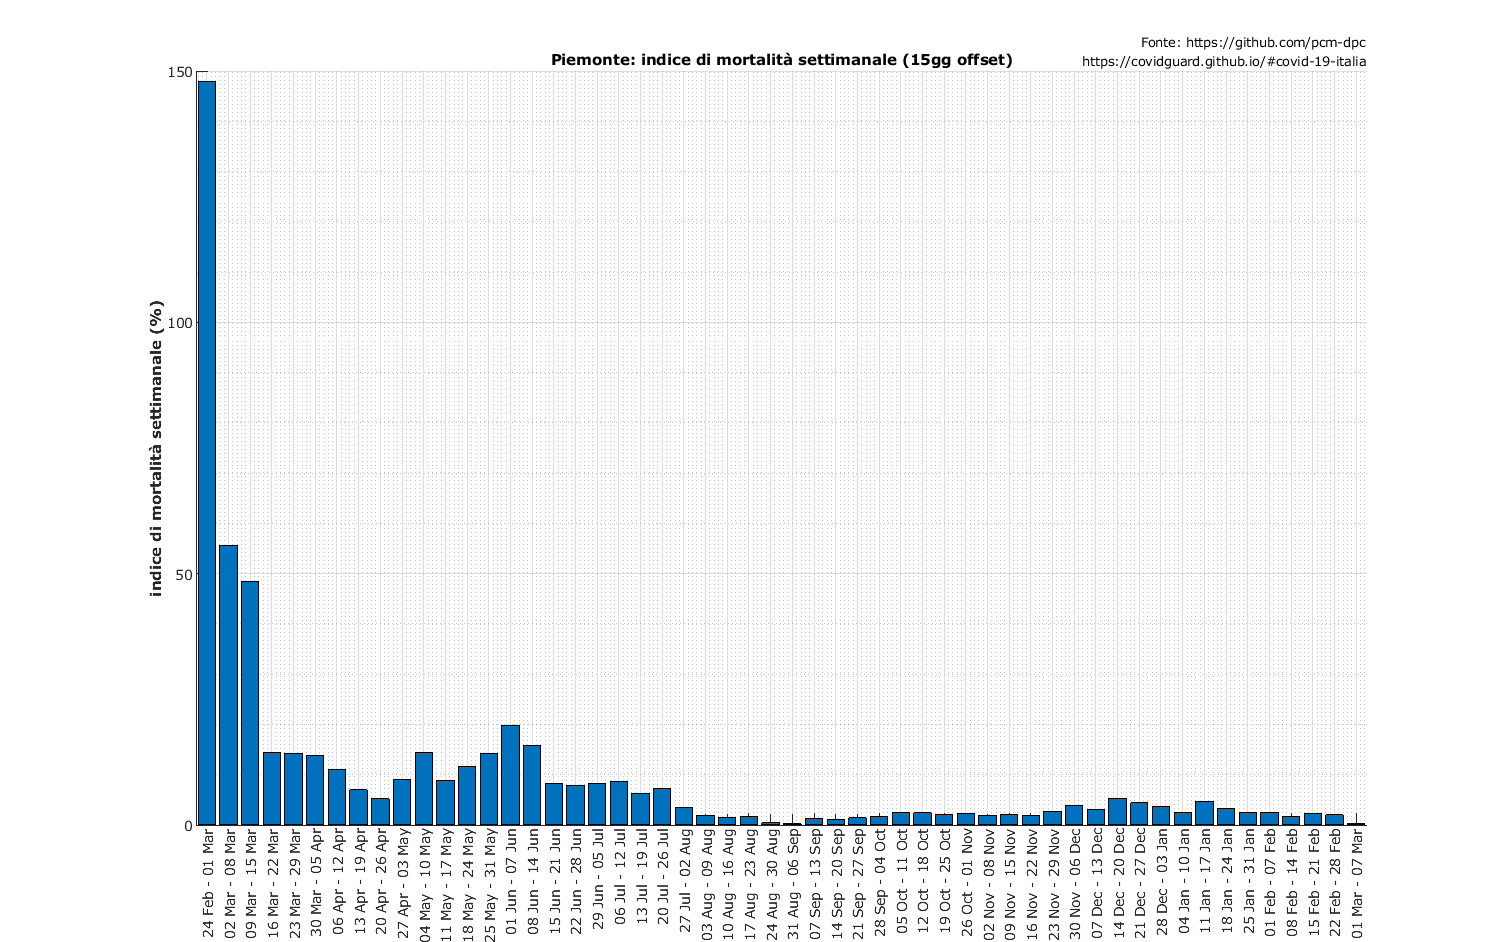 Fonte: https://github.com/pcm-dpc
Piemonte: indice di mortalità settimanale (15gg offset)
https://covidguard.github.io/#covid-19-italia
indice di mortalità settimanale (%)
150
100
50
0
24 Feb - 01 Mar
02 Mar - 08 Mar
09 Mar - 15 Mar
16 Mar - 22 Mar
23 Mar - 29 Mar
30 Mar - 05 Apr
06 Apr - 12 Apr
13 Apr - 19 Apr
20 Apr - 26 Apr
27 Apr - 03 May
04 May - 10 May
11 May - 17 May
18 May - 24 May
25 May - 31 May
01 Jun - 07 Jun
08 Jun - 14 Jun
15 Jun - 21 Jun
22 Jun - 28 Jun
29 Jun - 05 Jul
06 Jul - 12 Jul
13 Jul - 19 Jul
20 Jul - 26 Jul
27 Jul - 02 Aug
03 Aug - 09 Aug
10 Aug - 16 Aug
17 Aug - 23 Aug
24 Aug - 30 Aug
31 Aug - 06 Sep
07 Sep - 13 Sep
14 Sep - 20 Sep
21 Sep - 27 Sep
28 Sep - 04 Oct
05 Oct - 11 Oct
12 Oct - 18 Oct
19 Oct - 25 Oct
26 Oct - 01 Nov
02 Nov - 08 Nov
09 Nov - 15 Nov
16 Nov - 22 Nov
23 Nov - 29 Nov
30 Nov - 06 Dec
07 Dec - 13 Dec
14 Dec - 20 Dec
21 Dec - 27 Dec
28 Dec - 03 Jan
04 Jan - 10 Jan
11 Jan - 17 Jan
18 Jan - 24 Jan
25 Jan - 31 Jan
01 Feb - 07 Feb
08 Feb - 14 Feb
15 Feb - 21 Feb
22 Feb - 28 Feb
01 Mar - 07 Mar